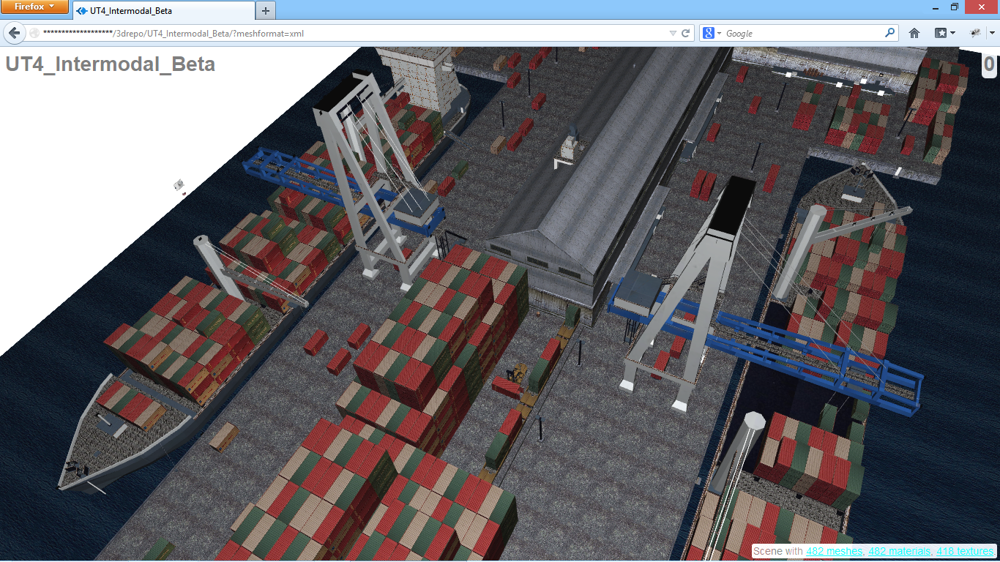 Firefox
UT4_Intermodal_Beta
*******************/3drepo/UT4_Intermodal_Beta/?meshformat=xml
Google
UT4_Intermodal_Beta
0
Scene with 482 meshes, 482 materials, 418 textures